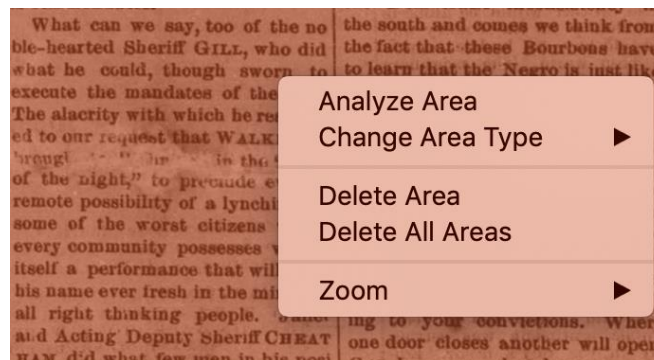 What can we say, too of the no
ble-hearted Sheriff GILL, who did
what he could, though sworn to
execute the mandates of the
The alacrity with which he
ed to our request that
in the
of the night," to preclude
remote possibility of a
some of the worst citizens
every community possesses
itself a performance that will
his name ever fresh in the
all right thinking people.
and Acting Deputy Sheriff CHEAT
HAM did what few men in his
the south and comes we think from
the fact that these Bourbons have
to learn that the Negro is just
ing to your convictions.
one door closes another will open
Analyze Area
Change Area Type
Delete Area
Delete All Areas
Zoom